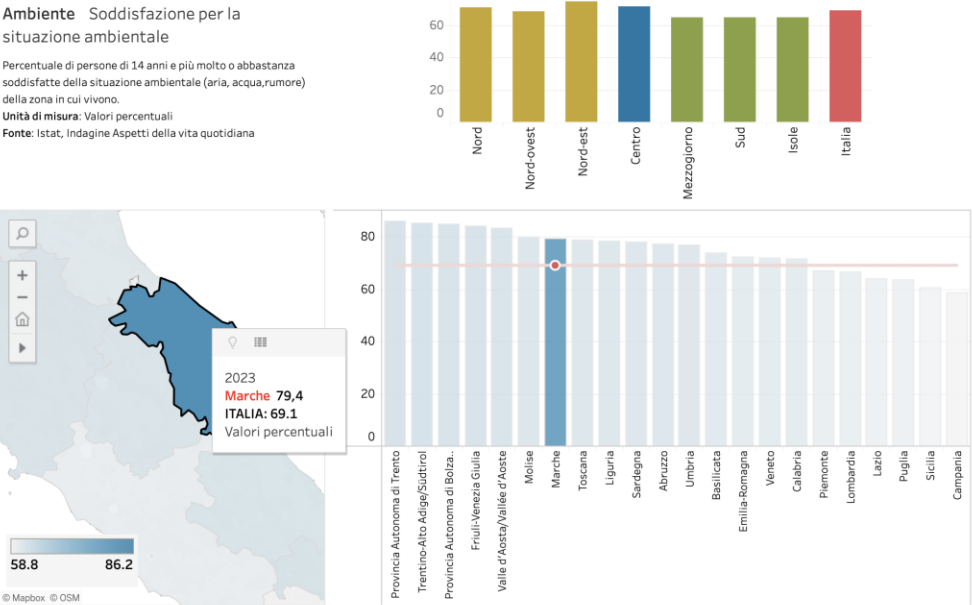 Ambiente Soddisfazione per la
situazione ambientale
Percentuale di persone di 14 anni e più molto o abbastanza
soddisfatte della situazione ambientale (aria, acqua,rumore)
della zona in cui vivono.
Unità di misura: Valori percentuali
Fonte: Istat, Indagine Aspetti della vita quotidiana
60
40
20
0
Nord
Nord-ovest
Nord-est
Centro
Mezzogiorno
Sud
Isole
Italia
2023
Marche 79,4
ITALIA: 69.1
Valori percentuali
58.8 86.2
© Mapbox © OSM
80
60
40
20
0
Provincia Autonoma di Trento
Trentino-Alto Adige/Südtirol
Provincia Autonoma di Bolza..
Friuli-Venezia Giulia
Valle d'Aosta/Vallée d'Aoste
Molise
Marche
Toscana
Liguria
Sardegna
Abruzzo
Umbria
Basilicata
Emilia-Romagna
Veneto
Calabria
Piemonte
Lombardia
Lazio
Puglia
Sicilia
Campania